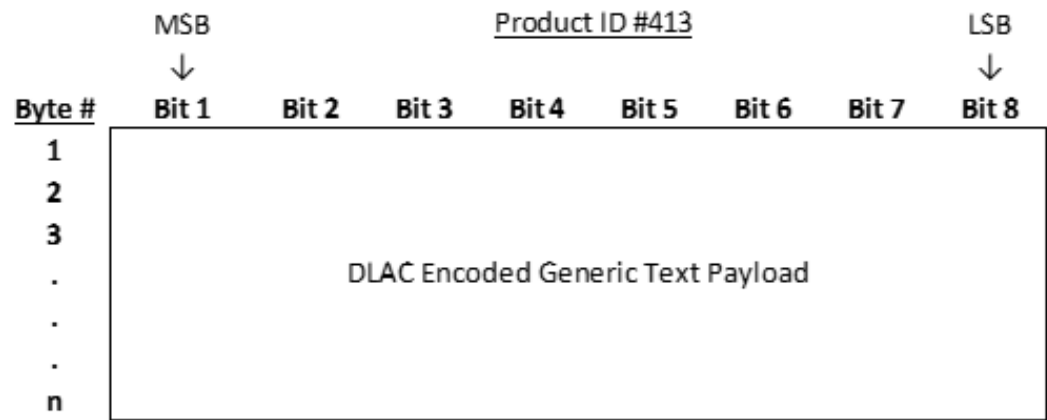 MSB Product ID #413 LSB
↓ ↓
Byte # Bit 1 Bit 2 Bit 3 Bit 4 Bit 5 Bit 6 Bit 7 Bit 8
1
2
3
. DLAC Encoded Generic Text Payload
.
.
n